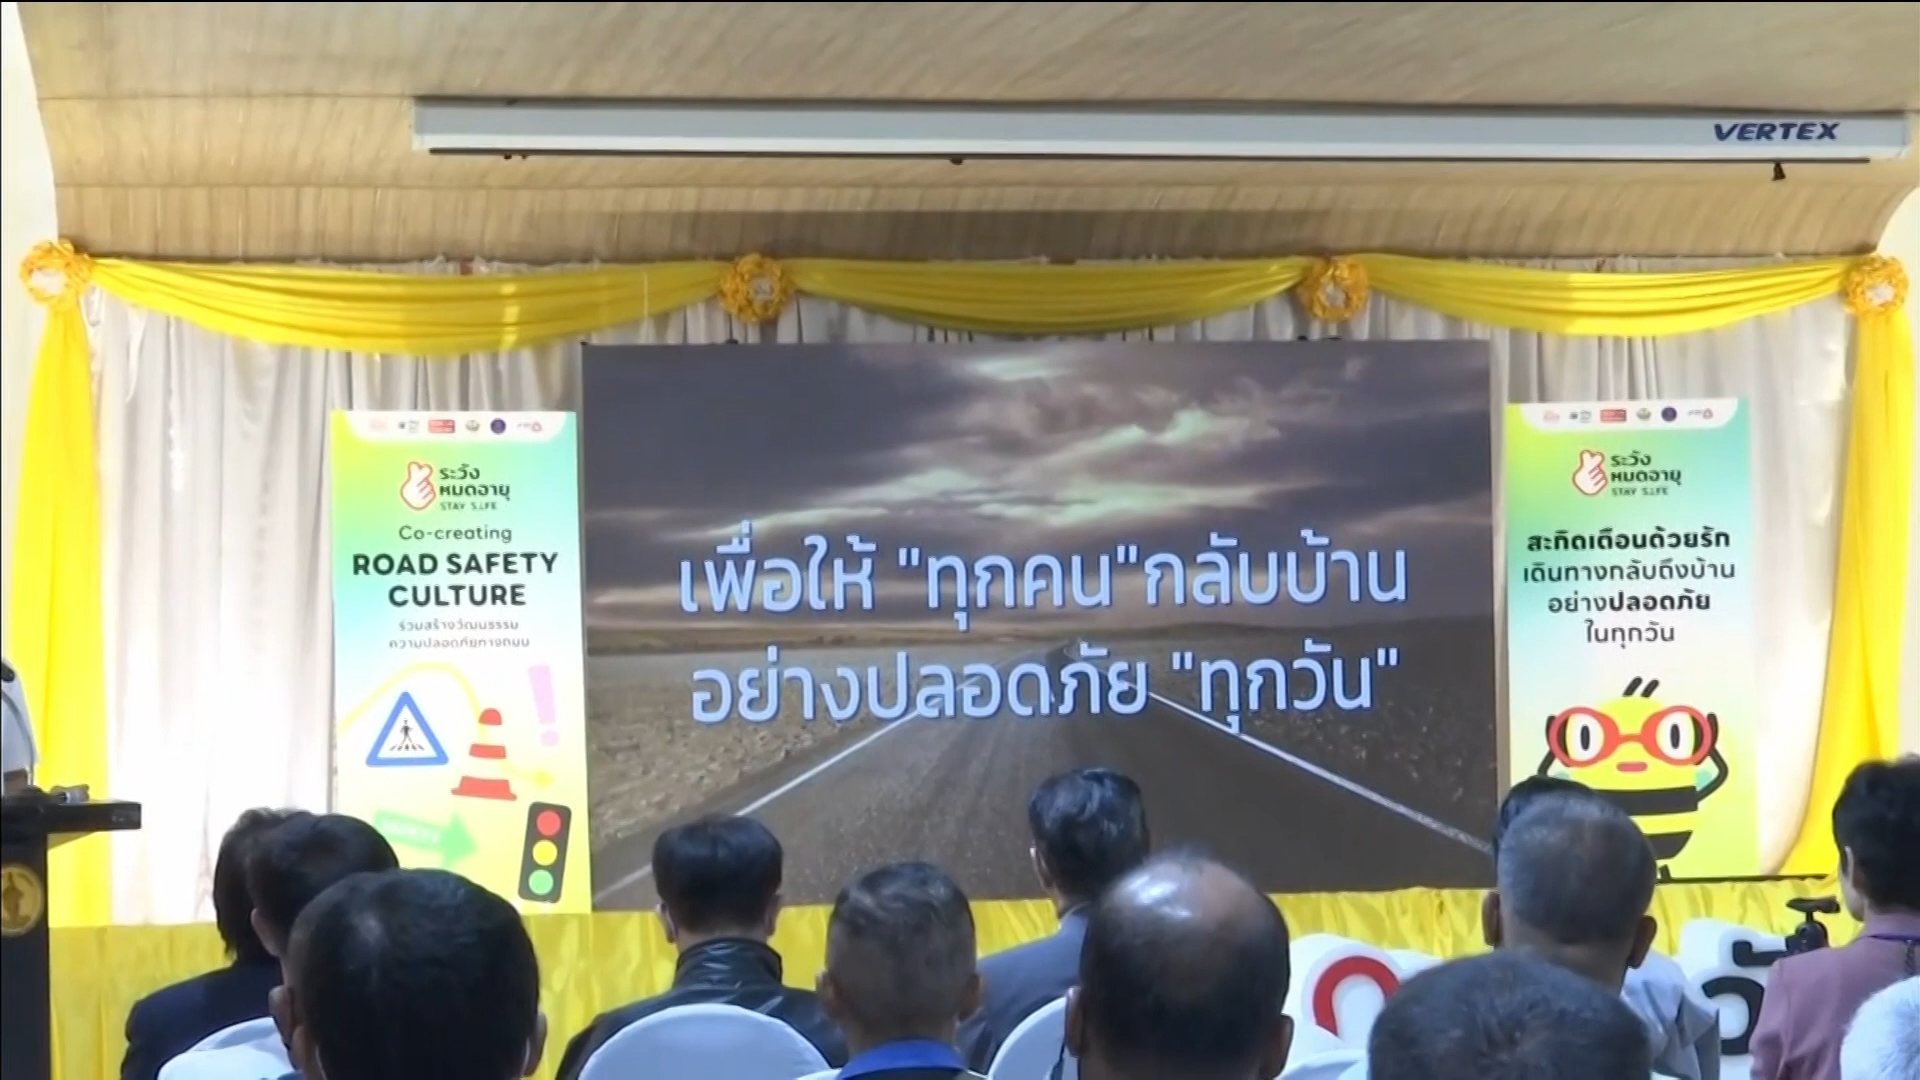 VERTEX
ระวัง
หมดอายุ
STAY SAFE
Co-creating
ROAD SAFETY
CULTURE
ร่วมสร้างวัฒนธรรม
ความปลอดภัยทางถนน
เพื่อให้ "ทุกคน"กลับบ้าน
อย่างปลอดภัย "ทุกวัน"
ระวัง
หมดอายุ
STAY SAFE
สะกิดเตือนด้วยรัก
เดินทางกลับถึงบ้าน
อย่างปลอดภัย
ในทุกวัน